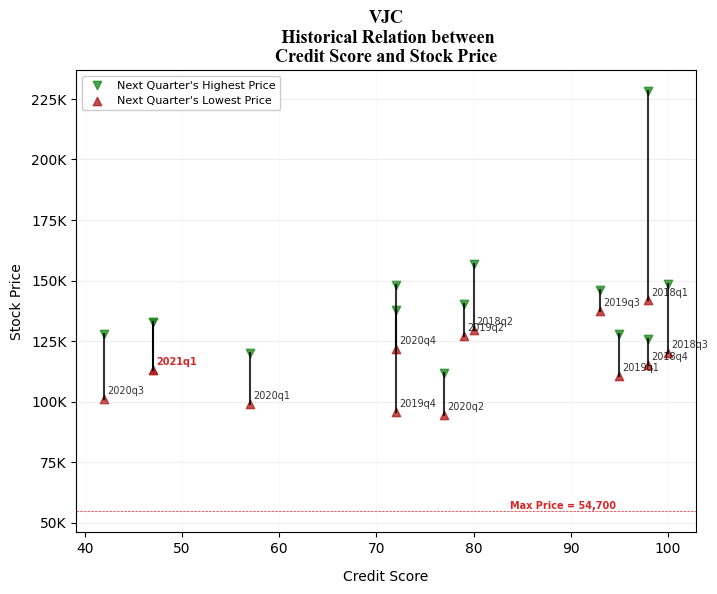 VJC
Historical Relation between
Credit Score and Stock Price
Next Quarter's Highest Price
Next Quarter's Lowest Price
225K
200K
175K
150K
125K
100K
75K
50K
Stock Price
2018q1
2019q3
2018q2
2019q2
2020q4
2018q3
2018q4
2019q1
2021q1
2020q3
2020q1
2019q4
2020q2
Max Price = 54,700
40 50 60 70 80 90 100
Credit Score